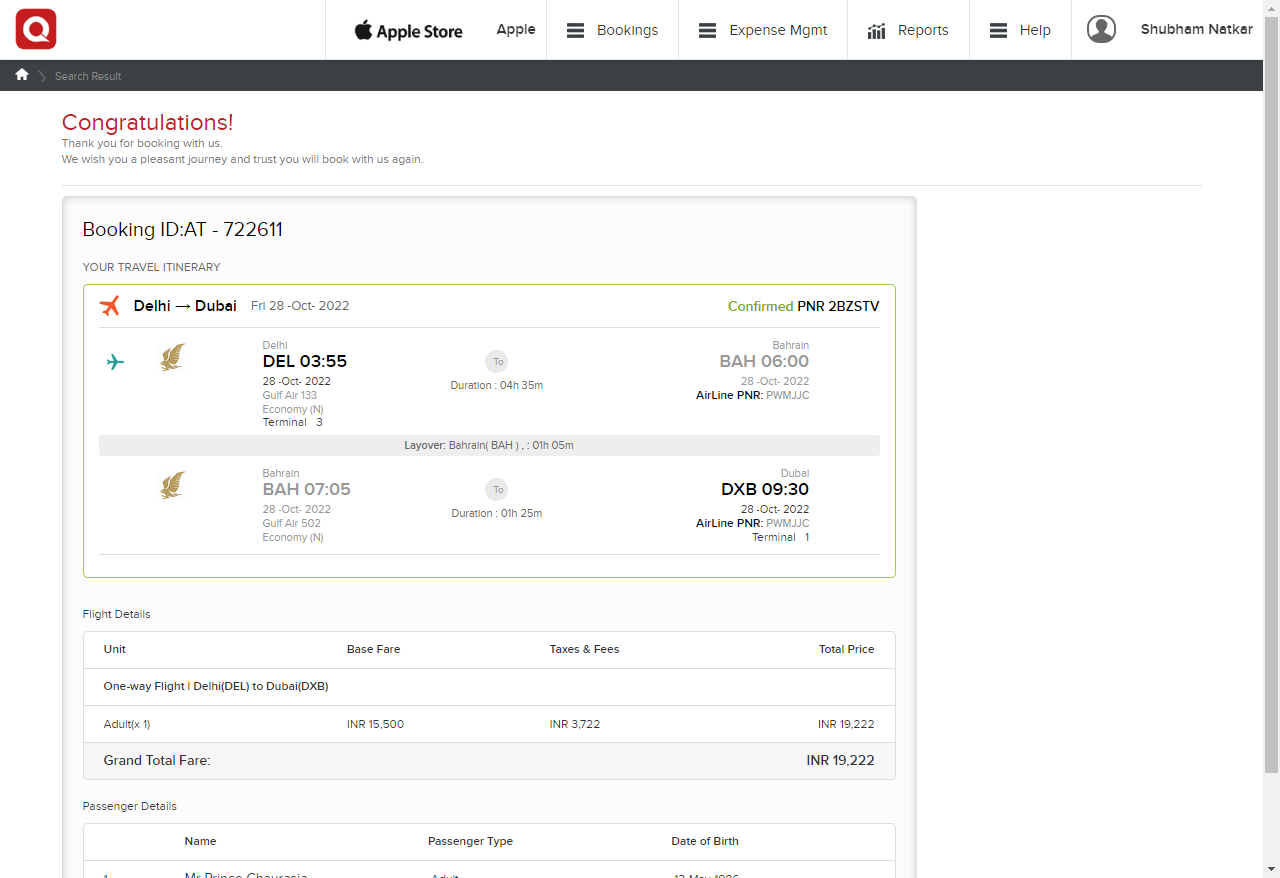 Apple Store
Apple
Bookings
Expense Mgmt
Reports
Help
Shubham Natkar
Search Result
Congratulations!
Thank you for booking with us.
We wish you a pleasant journey and trust you will book with us again.
Booking ID:AT - 722611
YOUR TRAVEL ITINERARY
Delhi → Dubai Fri 28 -Oct- 2022 Confirmed PNR 2BZSTV
Delhi Bahrain
DEL 03:55 To BAH 06:00
28 -Oct- 2022 Duration : 04h 35m 28 -Oct- 2022
Gulf Air 133 AirLine PNR: PWMJJC
Economy (N)
Terminal 3
Layover: Bahrain( BAH ) , : 01h 05m
Bahrain Dubai
BAH 07:05 To DXB 09:30
28 -Oct- 2022 Duration : 01h 25m 28 -Oct- 2022
Gulf Air 502 AirLine PNR: PWMJJC
Economy (N) Terminal 1
Flight Details
Unit Base Fare Taxes & Fees Total Price
One-way Flight | Delhi(DEL) to Dubai(DXB)
Adult(x 1) INR 15,500 INR 3,722 INR 19,222
Grand Total Fare: INR 19,222
Passenger Details
Name Passenger Type Date of Birth
1 Mr Prince Chaurasia Adult